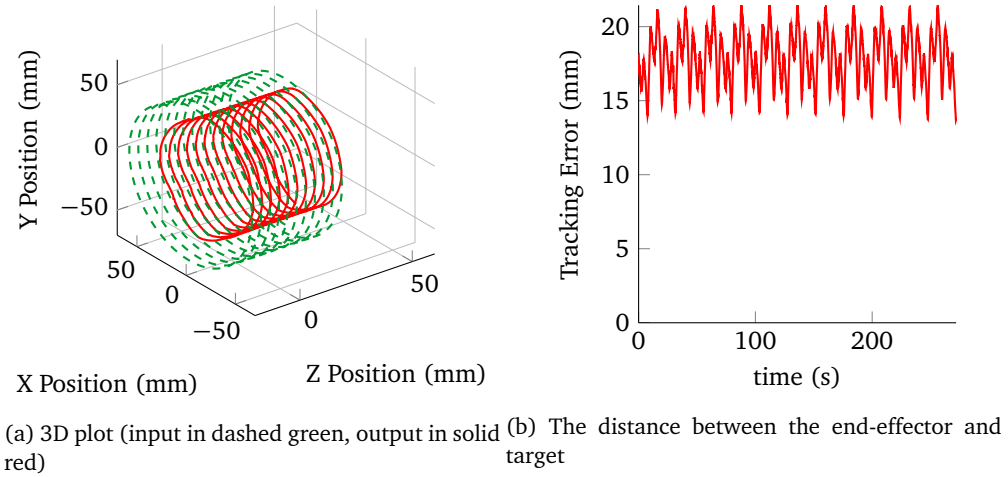 50
0
−50
Y Position (mm)
50
0
−50
X Position (mm)
0
50
Z Position (mm)
(a) 3D plot (input in dashed green, output in solid
red)
20
15
10
5
0
Tracking Error (mm)
0
100
200
time (s)
(b) The distance between the end-effector and
target